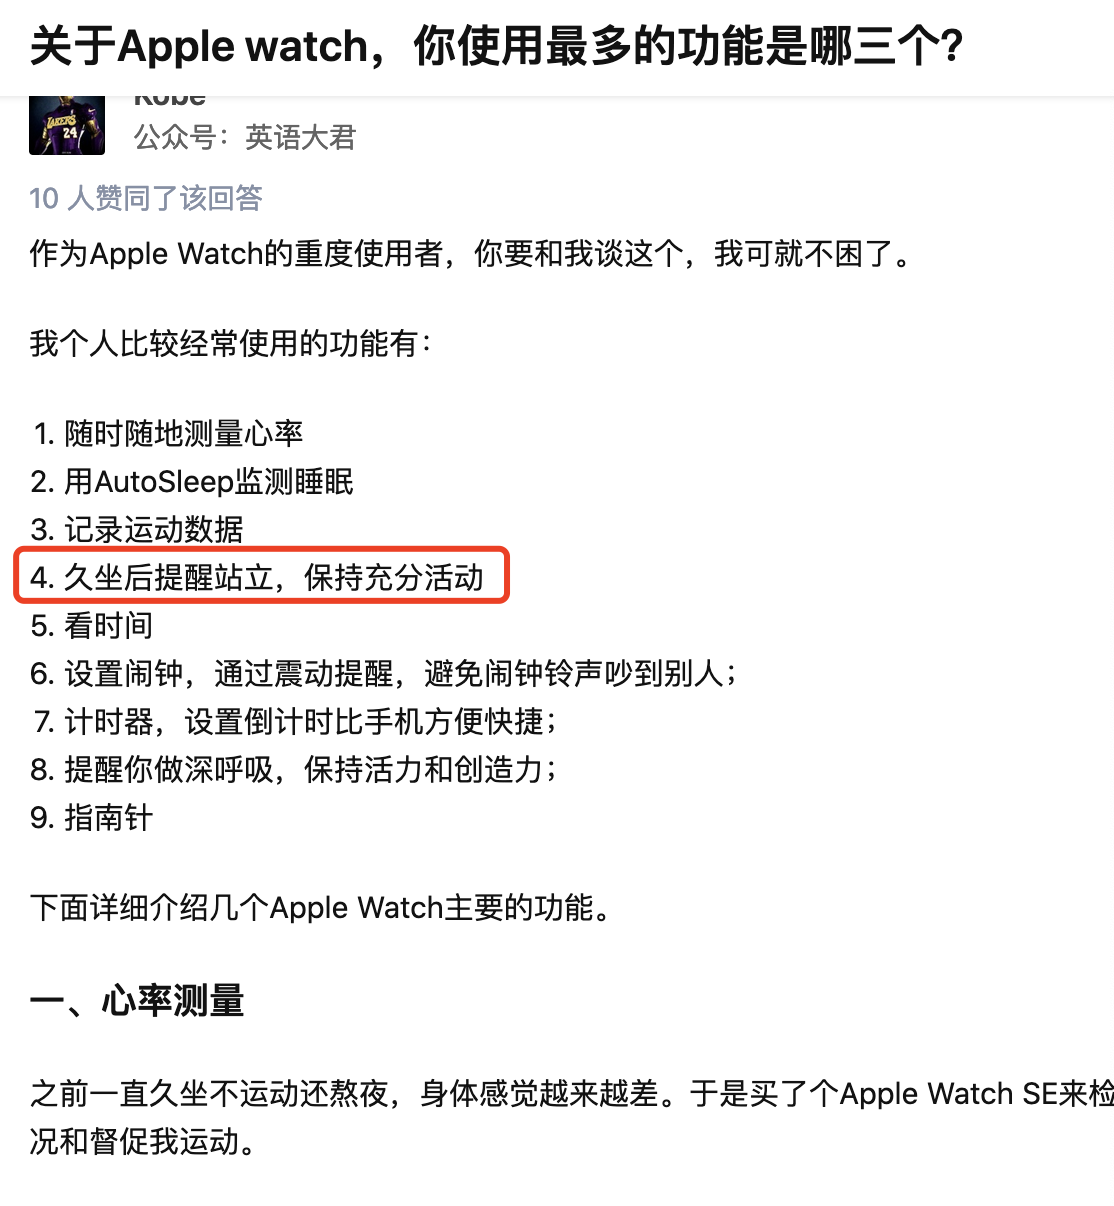 关于Apple watch，你使用最多的功能是哪三个？
Kobe
LAKERS
24
公众号：英语大君
10 人赞同了该回答
作为Apple Watch的重度使用者，你要和我谈这个，我可就不困了。
我个人比较经常使用的功能有：
1. 随时随地测量心率
2. 用AutoSleep监测睡眠
3. 记录运动数据
4. 久坐后提醒站立，保持充分活动
5. 看时间
6. 设置闹钟，通过震动提醒，避免闹钟铃声吵到别人；
7. 计时器，设置倒计时比手机方便快捷；
8. 提醒你做深呼吸，保持活力和创造力；
9. 指南针
下面详细介绍几个Apple Watch主要的功能。
一、心率测量
之前一直久坐不运动还熬夜，身体感觉越来越差。于是买了个Apple Watch SE来检
况和督促我运动。